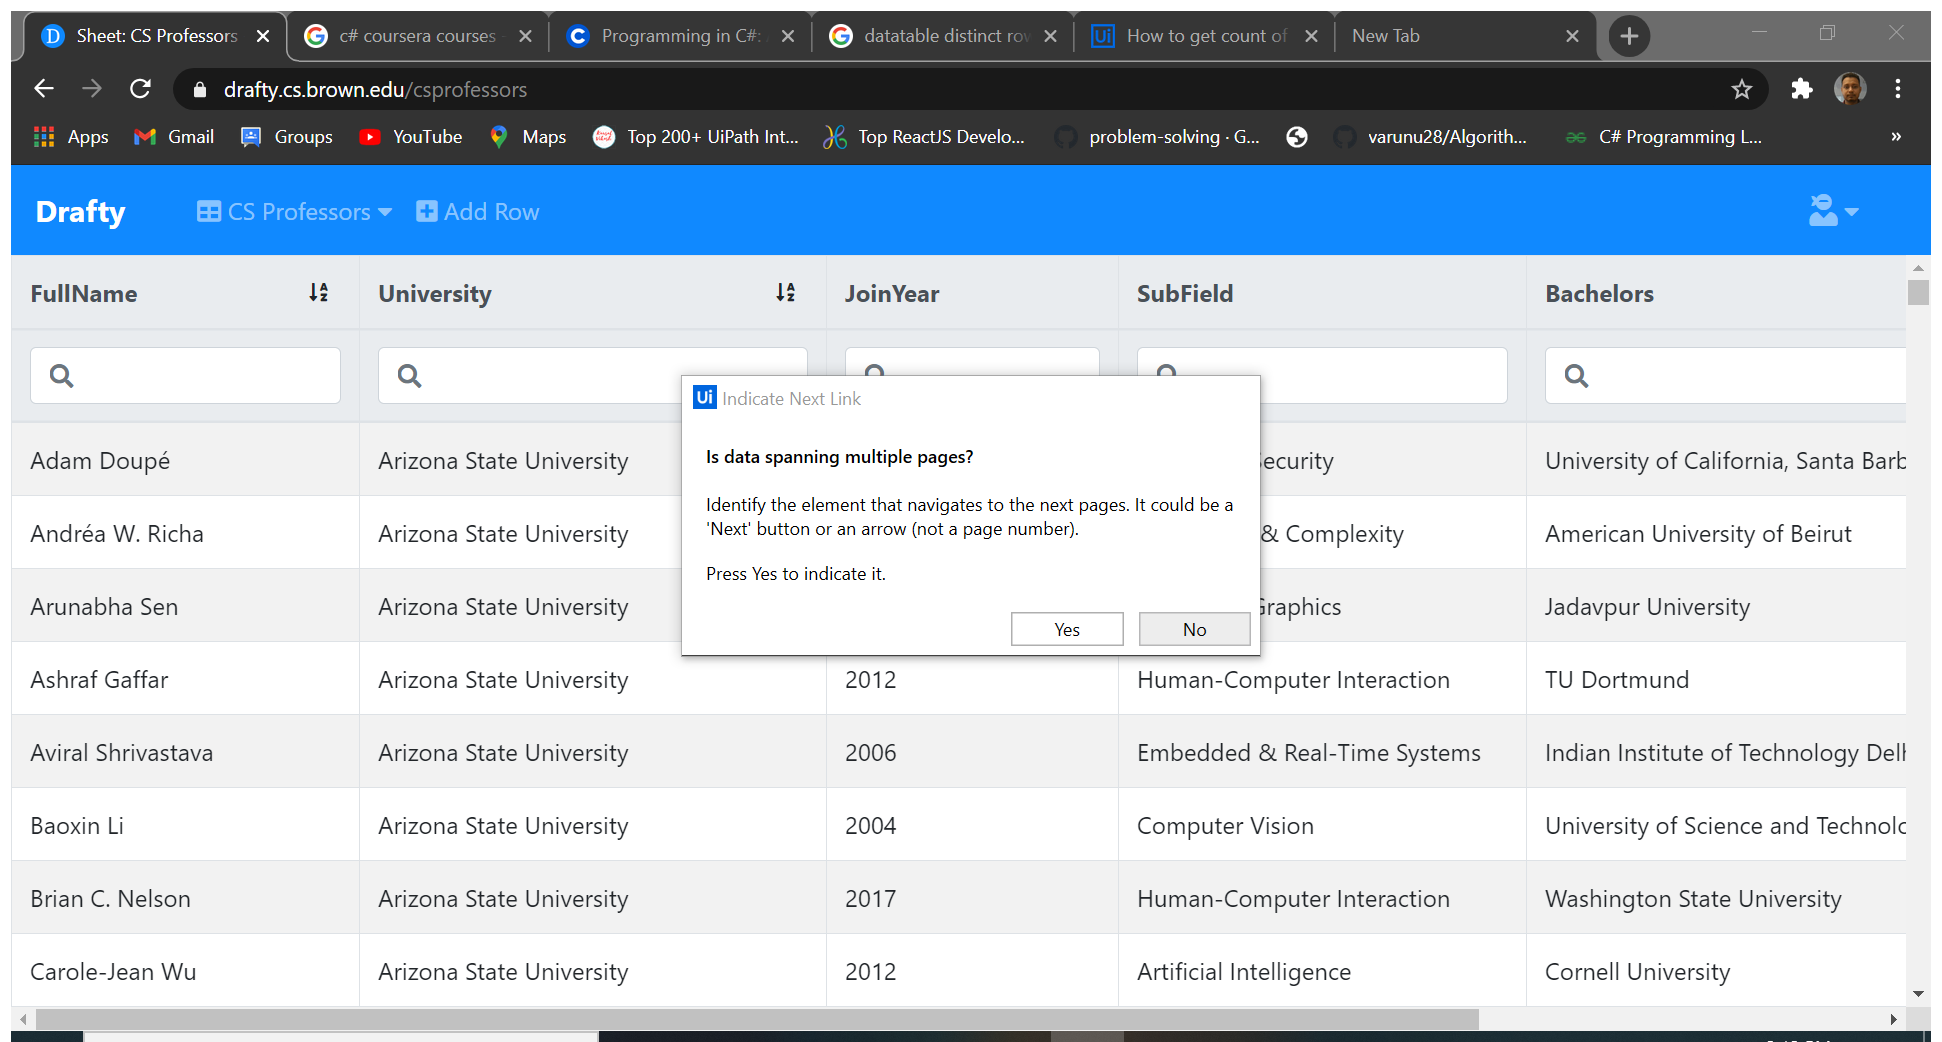 Sheet: CS Professors
c# coursera courses
Programming in C#:
datatable distinct
How to get count of
New Tab
drafty.cs.brown.edu/csprofessors
Apps Gmail Groups YouTube Maps Top 200+ UiPath Int... Top ReactJS Develo... problem-solving · G... varunu28/Algorith... C# Programming L... »
Drafty CS Professors Add Row
FullName University JoinYear SubField Bachelors
Ui Indicate Next Link
Is data spanning multiple pages?
Identify the element that navigates to the next pages. It could be a
'Next' button or an arrow (not a page number).
Press Yes to indicate it.
Yes No
Adam Doupé Arizona State University University of California, Santa
Andréa W. Richa Arizona State University & Complexity American University of Beirut
Arunabha Sen Arizona State University Jadavpur University
Ashraf Gaffar Arizona State University 2012 Human-Computer Interaction TU Dortmund
Aviral Shrivastava Arizona State University 2006 Embedded & Real-Time Systems Indian Institute of Technology
Baoxin Li Arizona State University 2004 Computer Vision University of Science and
Brian C. Nelson Arizona State University 2017 Human-Computer Interaction Washington State University
Carole-Jean Wu Arizona State University 2012 Artificial Intelligence Cornell University